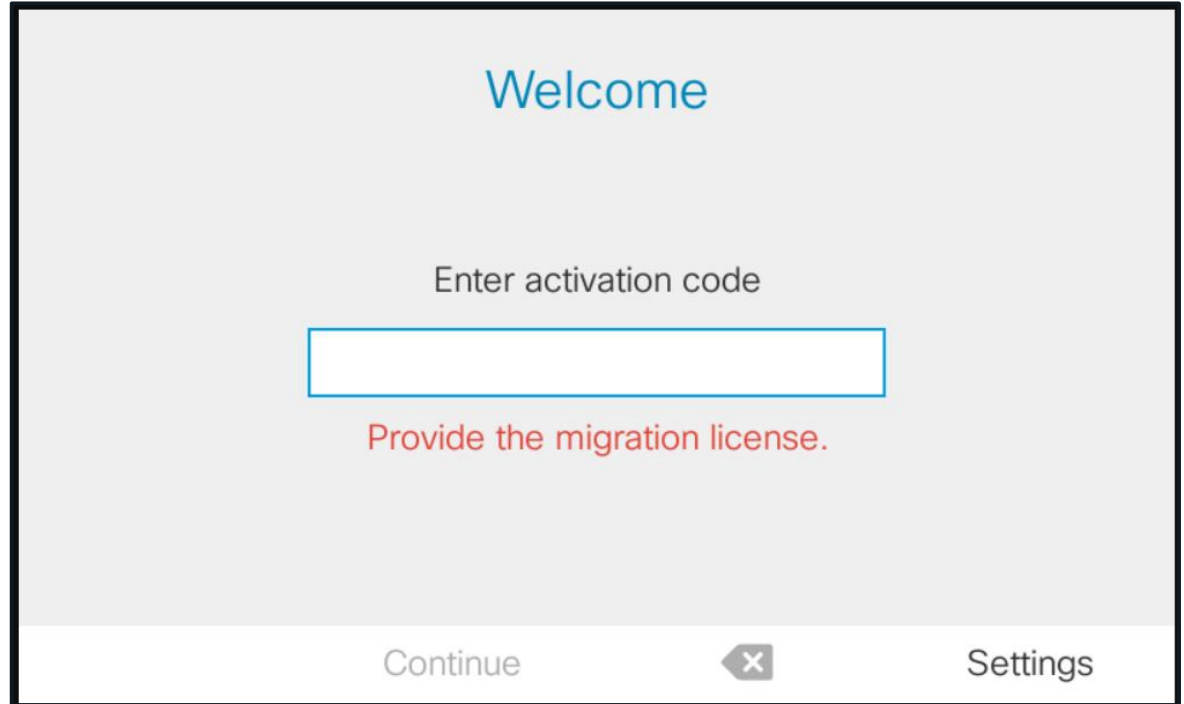 Welcome
Enter activation code
Provide the migration license.
Continue
Settings